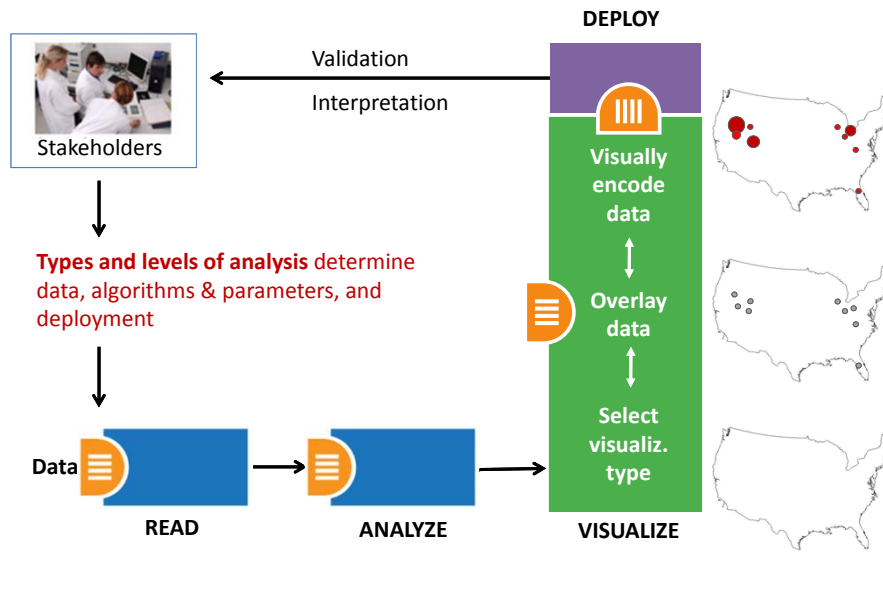 DEPLOY
Validation
Interpretation
Stakeholders
Types and levels of analysis determine
data, algorithms & parameters, and
deployment
Visually
encode
data
Overlay
data
Select
visualiz.
type
Data
READ
ANALYZE
VISUALIZE